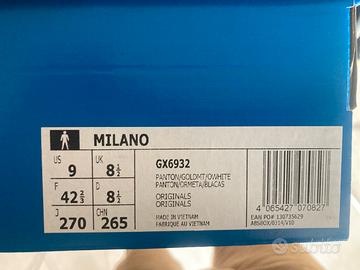 MILANO
US 9 UK 8½
F 42⅔ D 8½
J 270 CHN 265
GX6932
PANTON/GOLDMT/OWHITE
PANTON/ORMETA/BLACAS
ORIGINALS
ORIGINALS
MADE IN VIETNAM
FABRIQUE AU VIETNAM
4 065427 070827
EAN PO# 130735629
subito